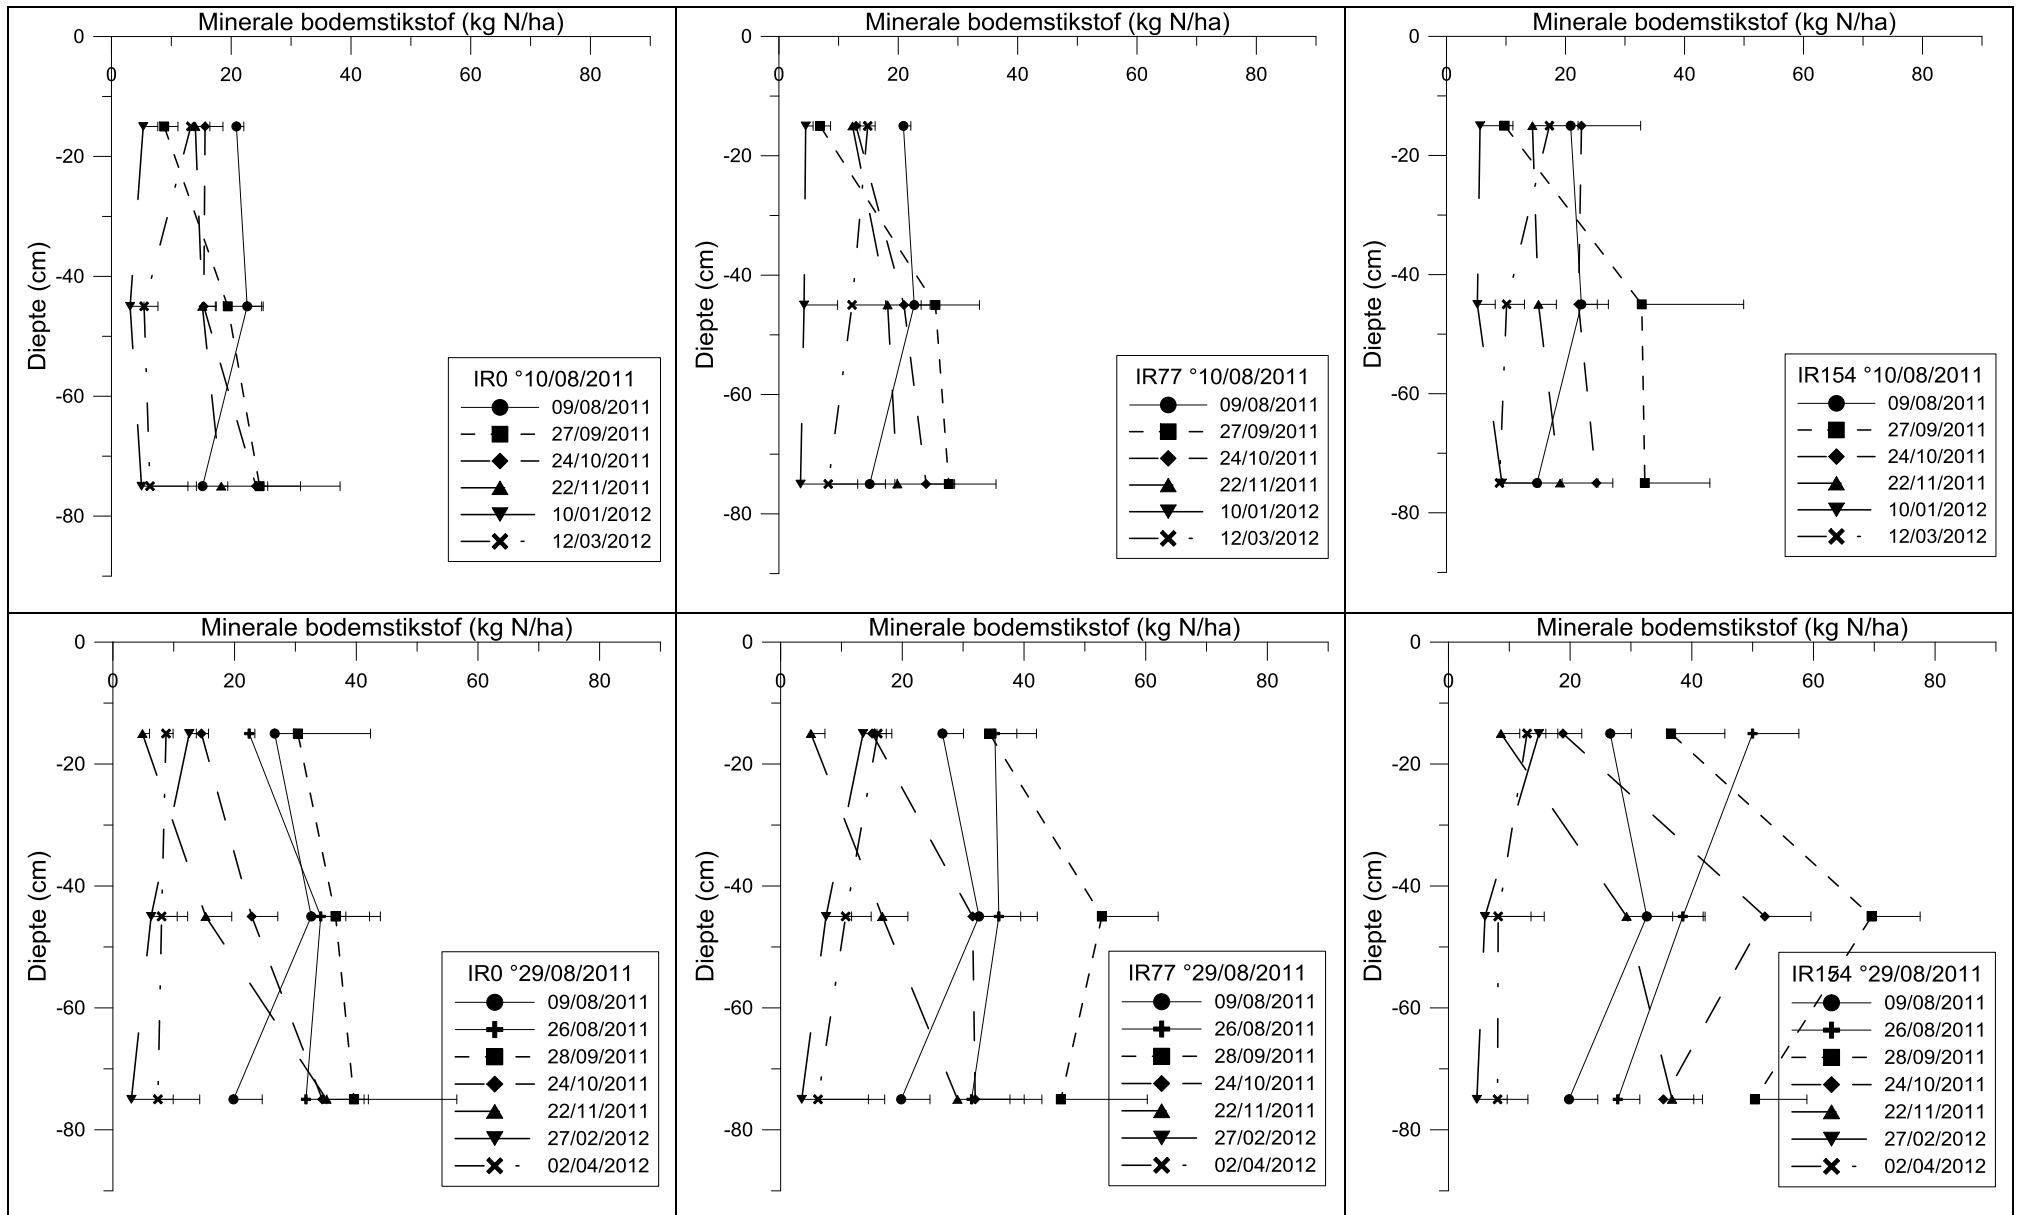 Minerale bodemstikstof (kg N/ha)
0
0 20 40 60 80
-20
-40
-60
-80
Diepte (cm)
IR0 °10/08/2011
09/08/2011
27/09/2011
24/10/2011
22/11/2011
10/01/2012
12/03/2012
Minerale bodemstikstof (kg N/ha)
0
0 20 40 60 80
-20
-40
-60
-80
Diepte (cm)
IR77 °10/08/2011
09/08/2011
27/09/2011
24/10/2011
22/11/2011
10/01/2012
12/03/2012
Minerale bodemstikstof (kg N/ha)
0
0 20 40 60 80
-20
-40
-60
-80
Diepte (cm)
IR154 °10/08/2011
09/08/2011
27/09/2011
24/10/2011
22/11/2011
10/01/2012
12/03/2012
Minerale bodemstikstof (kg N/ha)
0
0 20 40 60 80
-20
-40
-60
-80
Diepte (cm)
IR0 °29/08/2011
09/08/2011
26/08/2011
28/09/2011
24/10/2011
22/11/2011
27/02/2012
02/04/2012
Minerale bodemstikstof (kg N/ha)
0
0 20 40 60 80
-20
-40
-60
-80
Diepte (cm)
IR77 °29/08/2011
09/08/2011
26/08/2011
28/09/2011
24/10/2011
22/11/2011
27/02/2012
02/04/2012
Minerale bodemstikstof (kg N/ha)
0
0 20 40 60 80
-20
-40
-60
-80
Diepte (cm)
IR154 °29/08/2011
09/08/2011
26/08/2011
28/09/2011
24/10/2011
22/11/2011
27/02/2012
02/04/2012